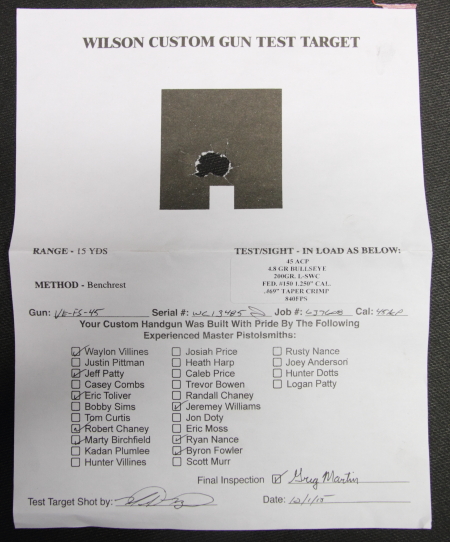 WILSON CUSTOM GUN TEST TARGET
RANGE - 15 YDS
METHOD - Benchrest
TEST/SIGHT - IN LOAD AS BELOW:
45 ACP
4.8 GR BULLSEYE
200GR. L-SWC
FED. #150 1.250" CAL.
.469" TAPER CRIMP
840FPS
Gun: Serial #: Job #: Cal:
Your Custom Handgun Was Built With Pride By The Following
Experienced Master Pistolsmiths:
Waylon Villines
Justin Pittman
Jeff Patty
Casey Combs
Eric Toliver
Bobby Sims
Tom Curtis
Robert Chaney
Marty Birchfield
Kadan Plumlee
Hunter Villines
Josiah Price
Heath Harp
Caleb Price
Trevor Bowen
Randall Chaney
Jeremey Williams
Jon Doty
Eric Moss
Ryan Nance
Byron Fowler
Scott Murr
Rusty Nance
Joey Anderson
Hunter Dotts
Logan Patty
Final Inspection Greg Martin
Test Target Shot by: Date: 10/1/15